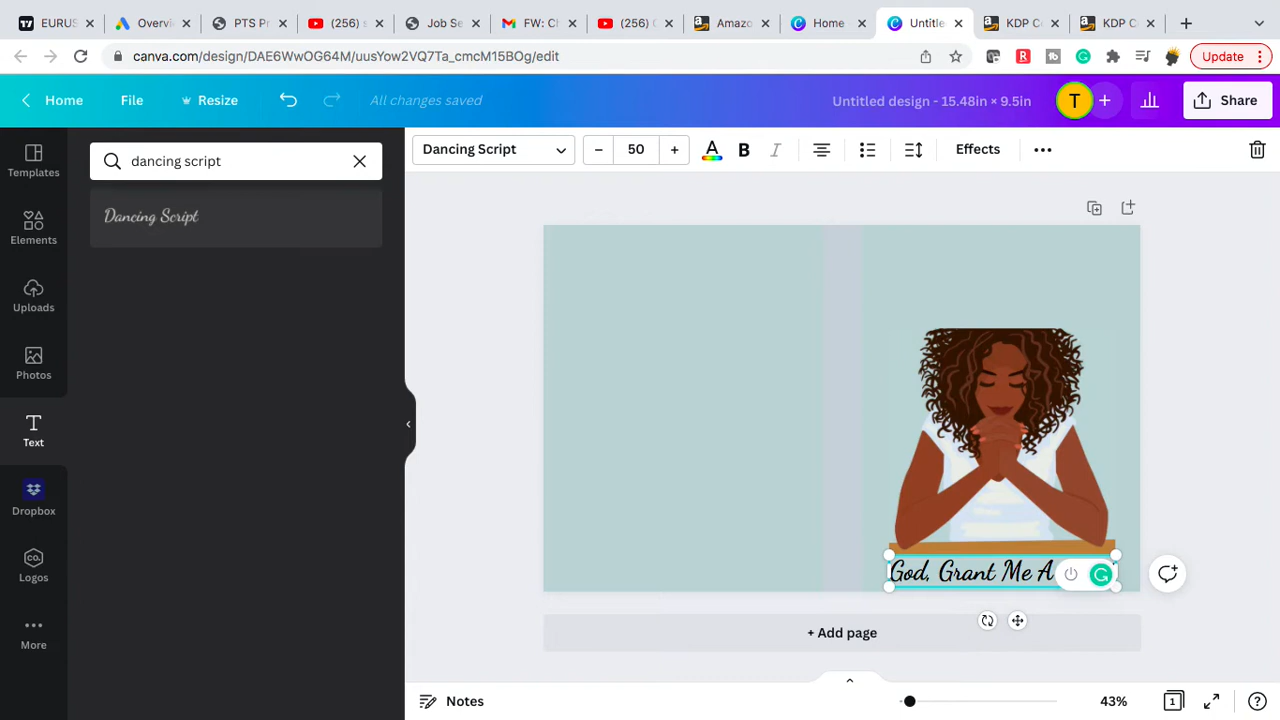 EURUS
Overvi
PTS Pr
(256) s
Job Se
FW: Ch
(256) C
Amazo
Home
Untitle
KDP Co
KDP C
canva.com/design/DAE6WwOG64M/uusYow2VQ7Ta_cmcM15BOg/edit
Update
Home
File
Resize
All changes saved
Untitled design - 15.48in × 9.5in
T
Share
Templates
Elements
Uploads
Photos
Text
Dropbox
Logos
More
dancing script
Dancing Script
Dancing Script
50
A
B
I
Effects
God, Grant Me A
+ Add page
Notes
43%
1